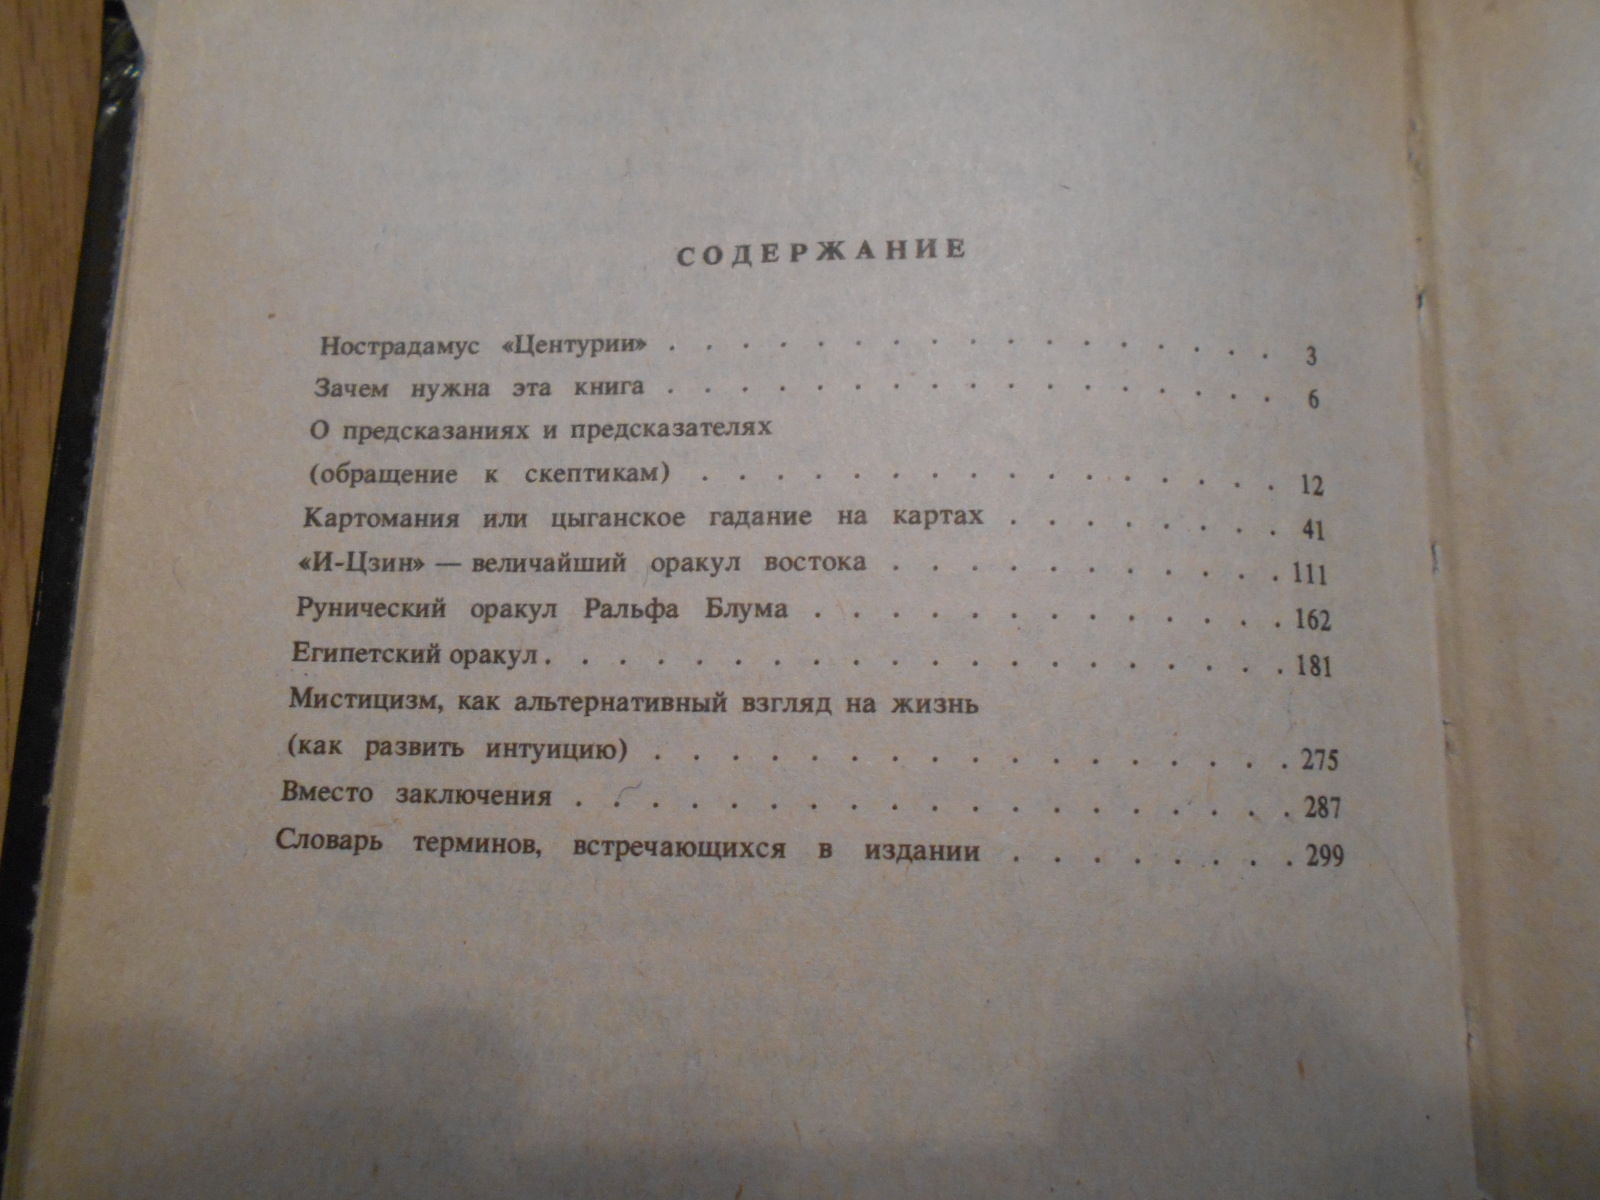 СОДЕРЖАНИЕ
Нострадамус «Центурии» . . . . . . . . . . . . . . . . . 3
Зачем нужна эта книга . . . . . . . . . . . . . . . . . 6
О предсказаниях и предсказателях
(обращение к скептикам) . . . . . . . . . . . . . . . . 12
Картомания или цыганское гадание на картах . . . . . . . . 41
«И-Цзин» — величайший оракул востока . . . . . . . . . . . 111
Рунический оракул Ральфа Блума . . . . . . . . . . . . . 162
Египетский оракул . . . . . . . . . . . . . . . . . . . . 181
Мистицизм, как альтернативный взгляд на жизнь
(как развить интуицию) . . . . . . . . . . . . . . . . . 275
Вместо заключения . . . . . . . . . . . . . . . . . . . 287
Словарь терминов, встречающихся в издании . . . . . . . . 299